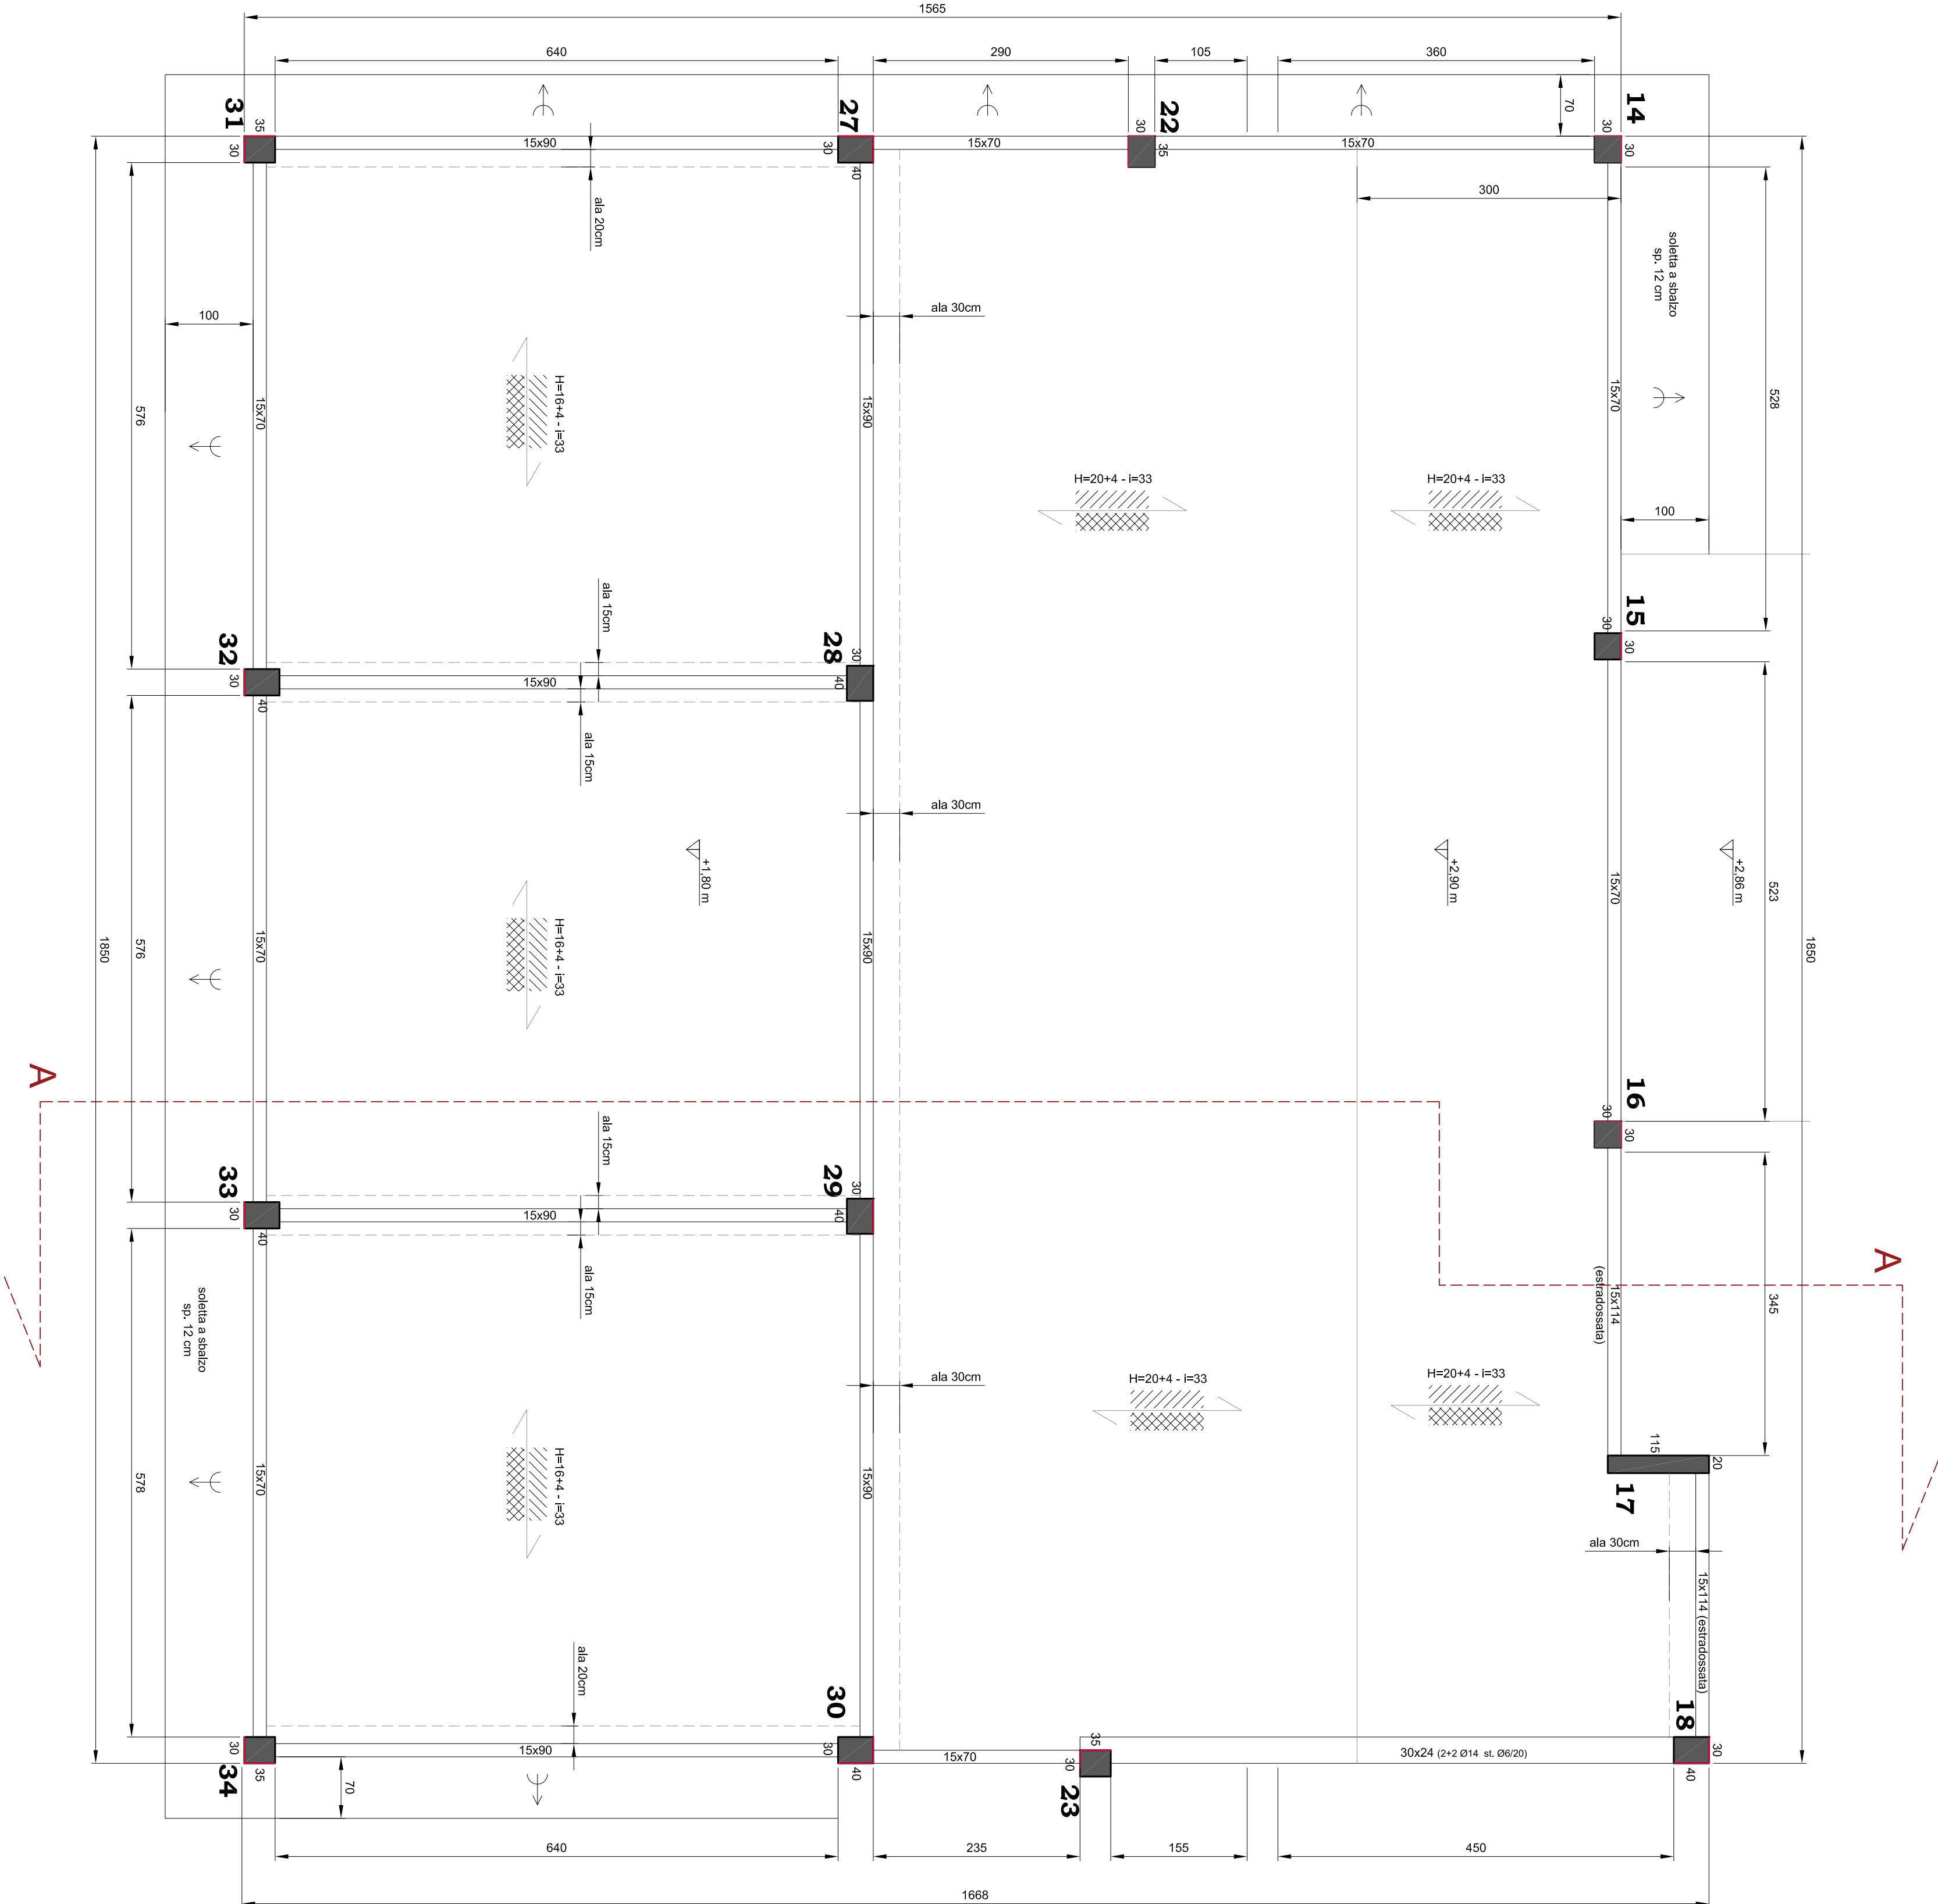 1565
640
290
105
360
31
35
30
15x90
27
30
40
15x70
22
30
35
15x70
14
30
30
70
300
ala 20cm
soletta a sbalzo
sp. 12 cm
528
100
ala 30cm
576
15x70
H=16+4 - i=33
15x90
H=20+4 - i=33
H=20+4 - i=33
15x70
100
ala 15cm
15
30
30
32
30
40
15x90
28
30
40
ala 15cm
ala 30cm
+1,80 m
+2,90 m
+2,86 m
15x70
523
1850
1850
576
15x70
H=16+4 - i=33
15x90
A
16
30
30
ala 15cm
33
30
40
15x90
29
30
40
A
ala 15cm
soletta a sbalzo
sp. 12 cm
15x114
(estradossata)
345
ala 30cm
H=20+4 - i=33
H=20+4 - i=33
578
15x70
H=16+4 - i=33
15x90
115
20
17
ala 30cm
15x114 (estradossata)
ala 20cm
30
18
30
40
34
30
35
15x90
30
40
15x70
35
30
23
30x24 (2+2 Ø14 st. Ø6/20)
70
640
235
155
450
1668